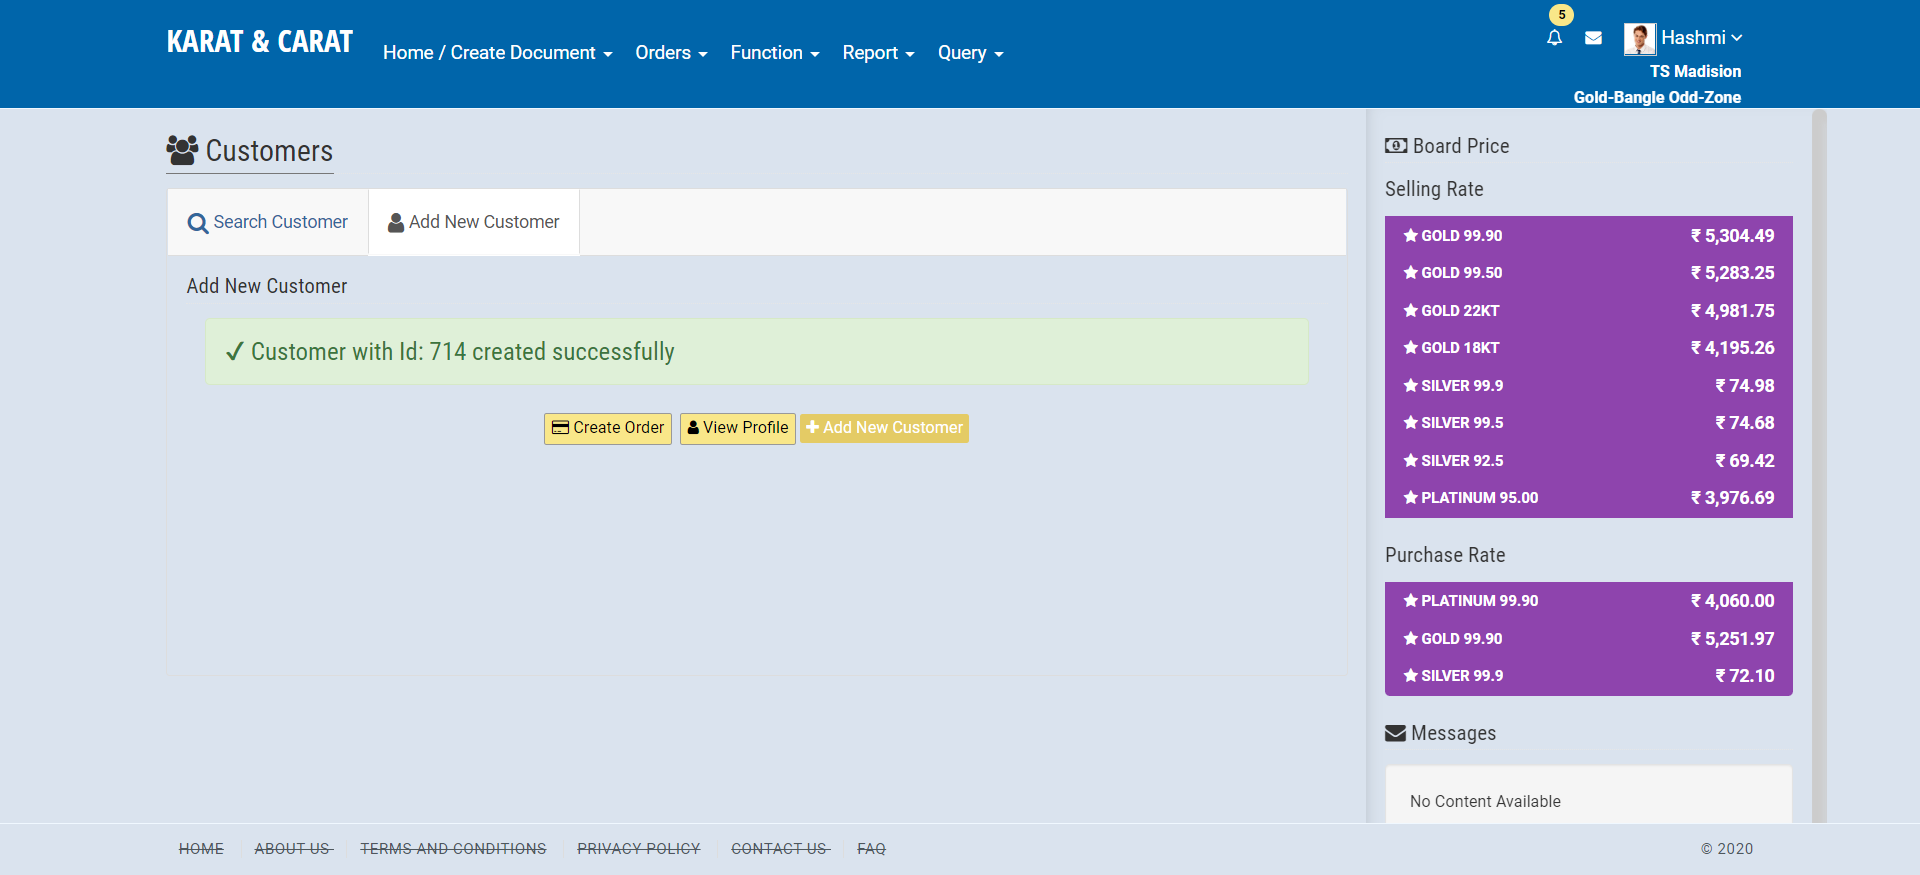 KARAT & CARAT
Home / Create Document
Orders
Function
Report
Query
5
Hashmi
TS Madision
Gold-Bangle Odd-Zone
Customers
Search Customer
Add New Customer
Add New Customer
✓ Customer with Id: 714 created successfully
Create Order
View Profile
+ Add New Customer
Board Price
Selling Rate
★ GOLD 99.90 ₹ 5,304.49
★ GOLD 99.50 ₹ 5,283.25
★ GOLD 22KT ₹ 4,981.75
★ GOLD 18KT ₹ 4,195.26
★ SILVER 99.9 ₹ 74.98
★ SILVER 99.5 ₹ 74.68
★ SILVER 92.5 ₹ 69.42
★ PLATINUM 95.00 ₹ 3,976.69
Purchase Rate
★ PLATINUM 99.90 ₹ 4,060.00
★ GOLD 99.90 ₹ 5,251.97
★ SILVER 99.9 ₹ 72.10
Messages
No Content Available
HOME ABOUT US TERMS AND CONDITIONS PRIVACY POLICY CONTACT US FAQ © 2020